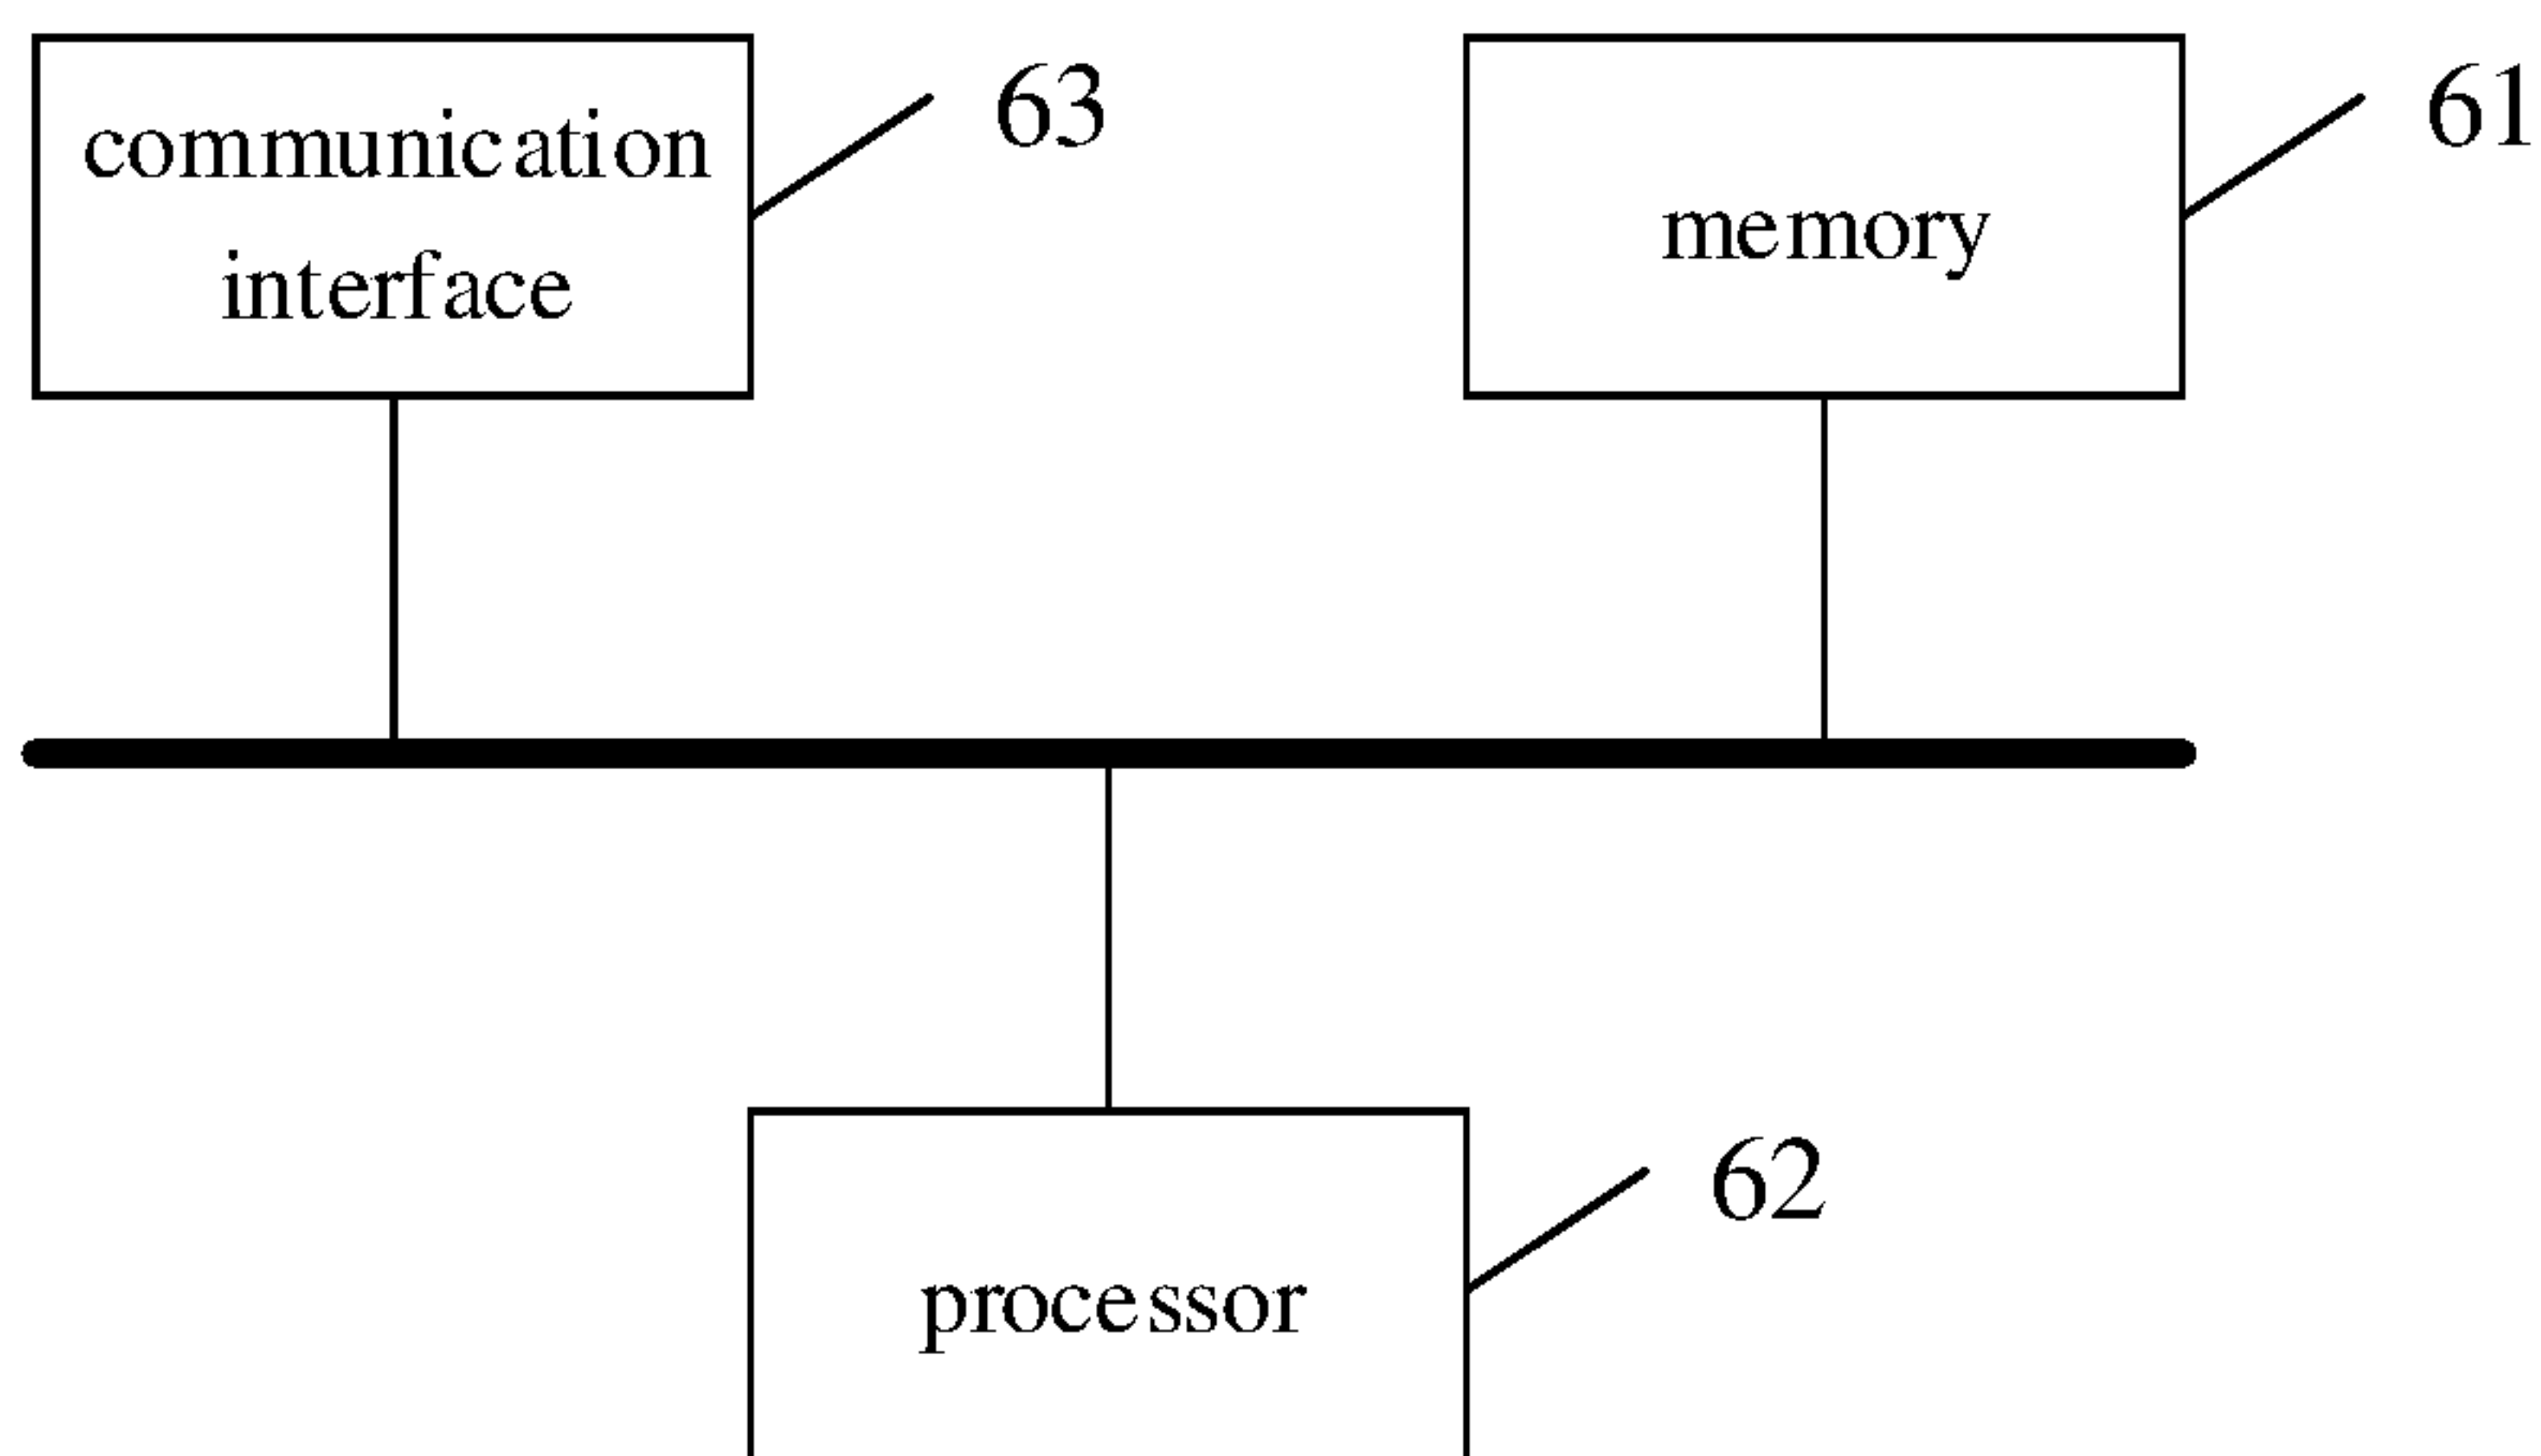 communication
interface
63
memory
61
processor
62